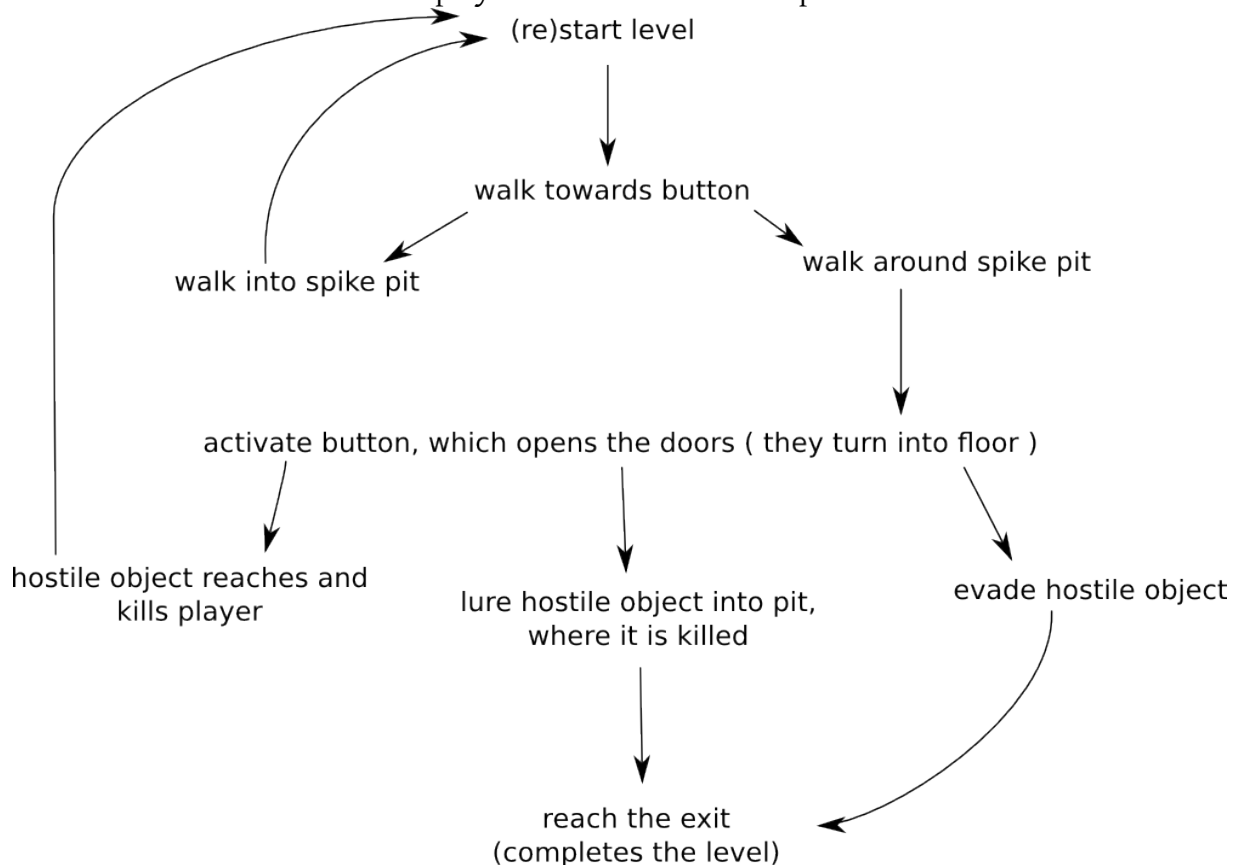 (re)start level
walk towards button
walk around spike pit
walk into spike pit
activate button, which opens the doors ( they turn into floor )
hostile object reaches and
kills player
evade hostile object
lure hostile object into pit,
where it is killed
reach the exit
(completes the level)